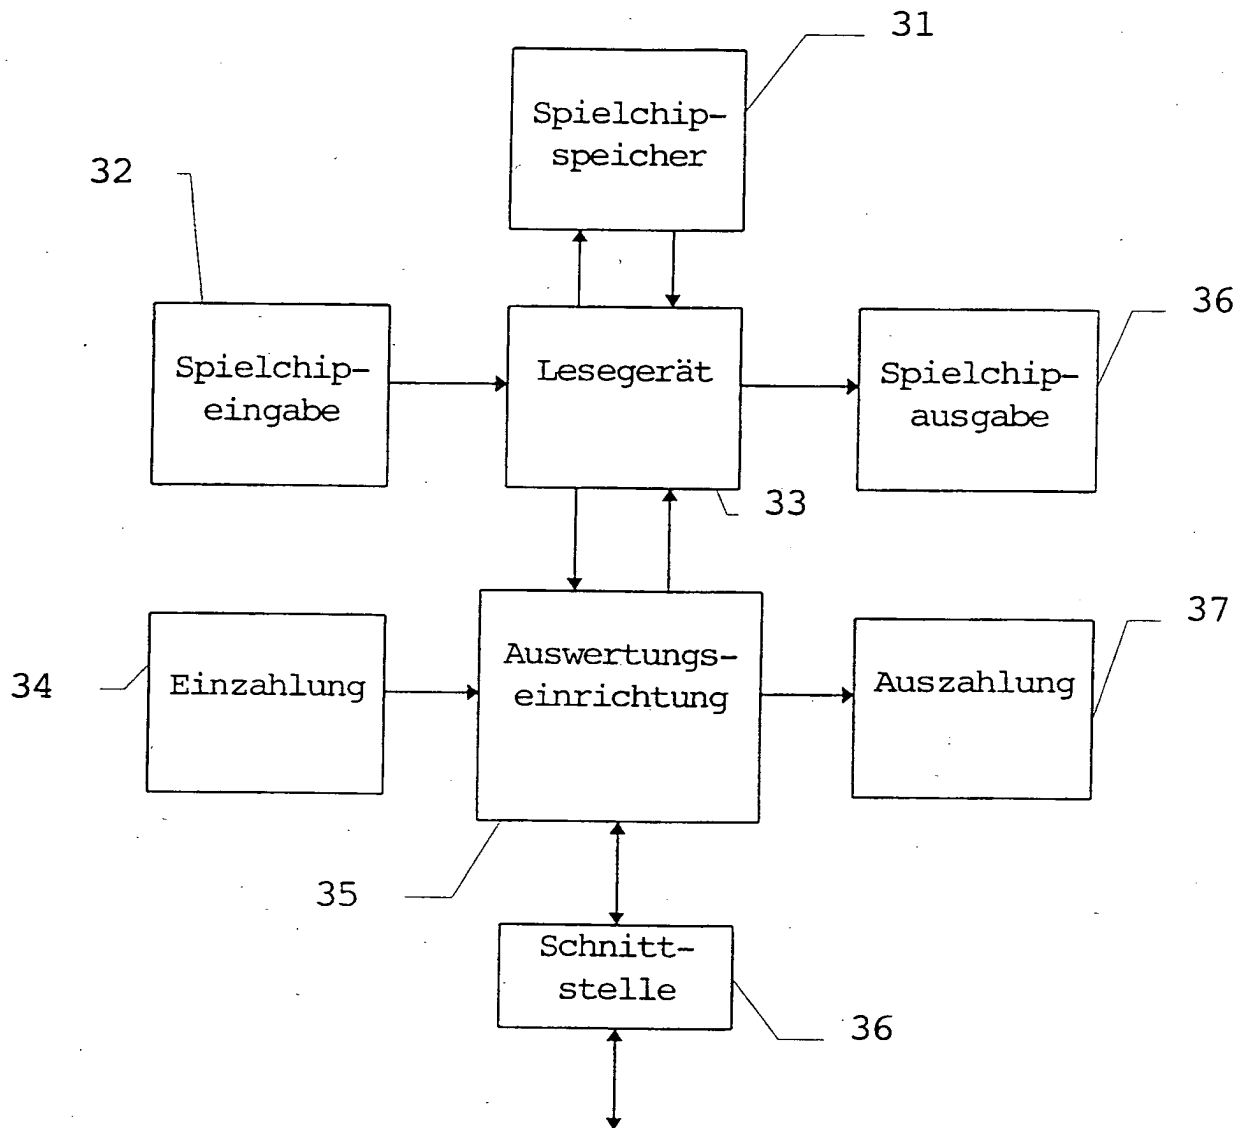 31
Spielchip-
speicher
32
36
Spielchip-
eingabe
Lesegerät
Spielchip-
ausgabe
33
37
34
Einzahlung
Auswertungs-
einrichtung
Auszahlung
35
Schnitt-
stelle
36